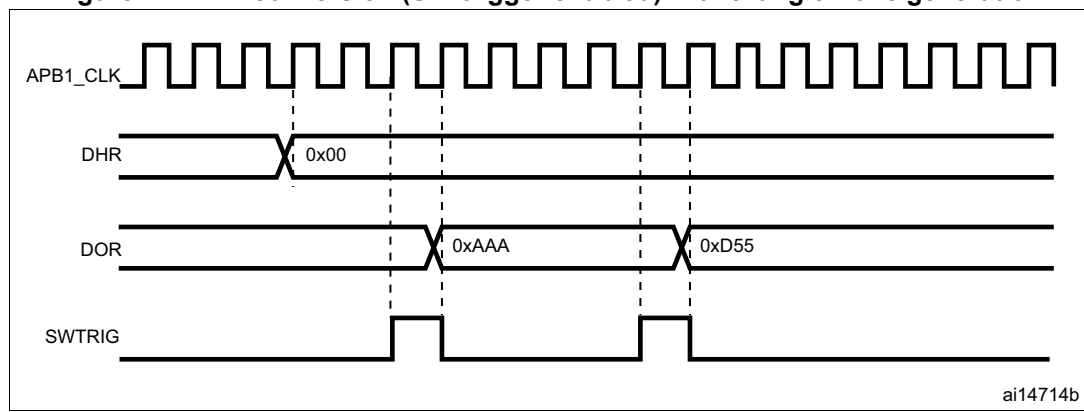 APB1_CLK
DHR
0x00
DOR
0xAAA
0xD55
SWTRIG
ai14714b